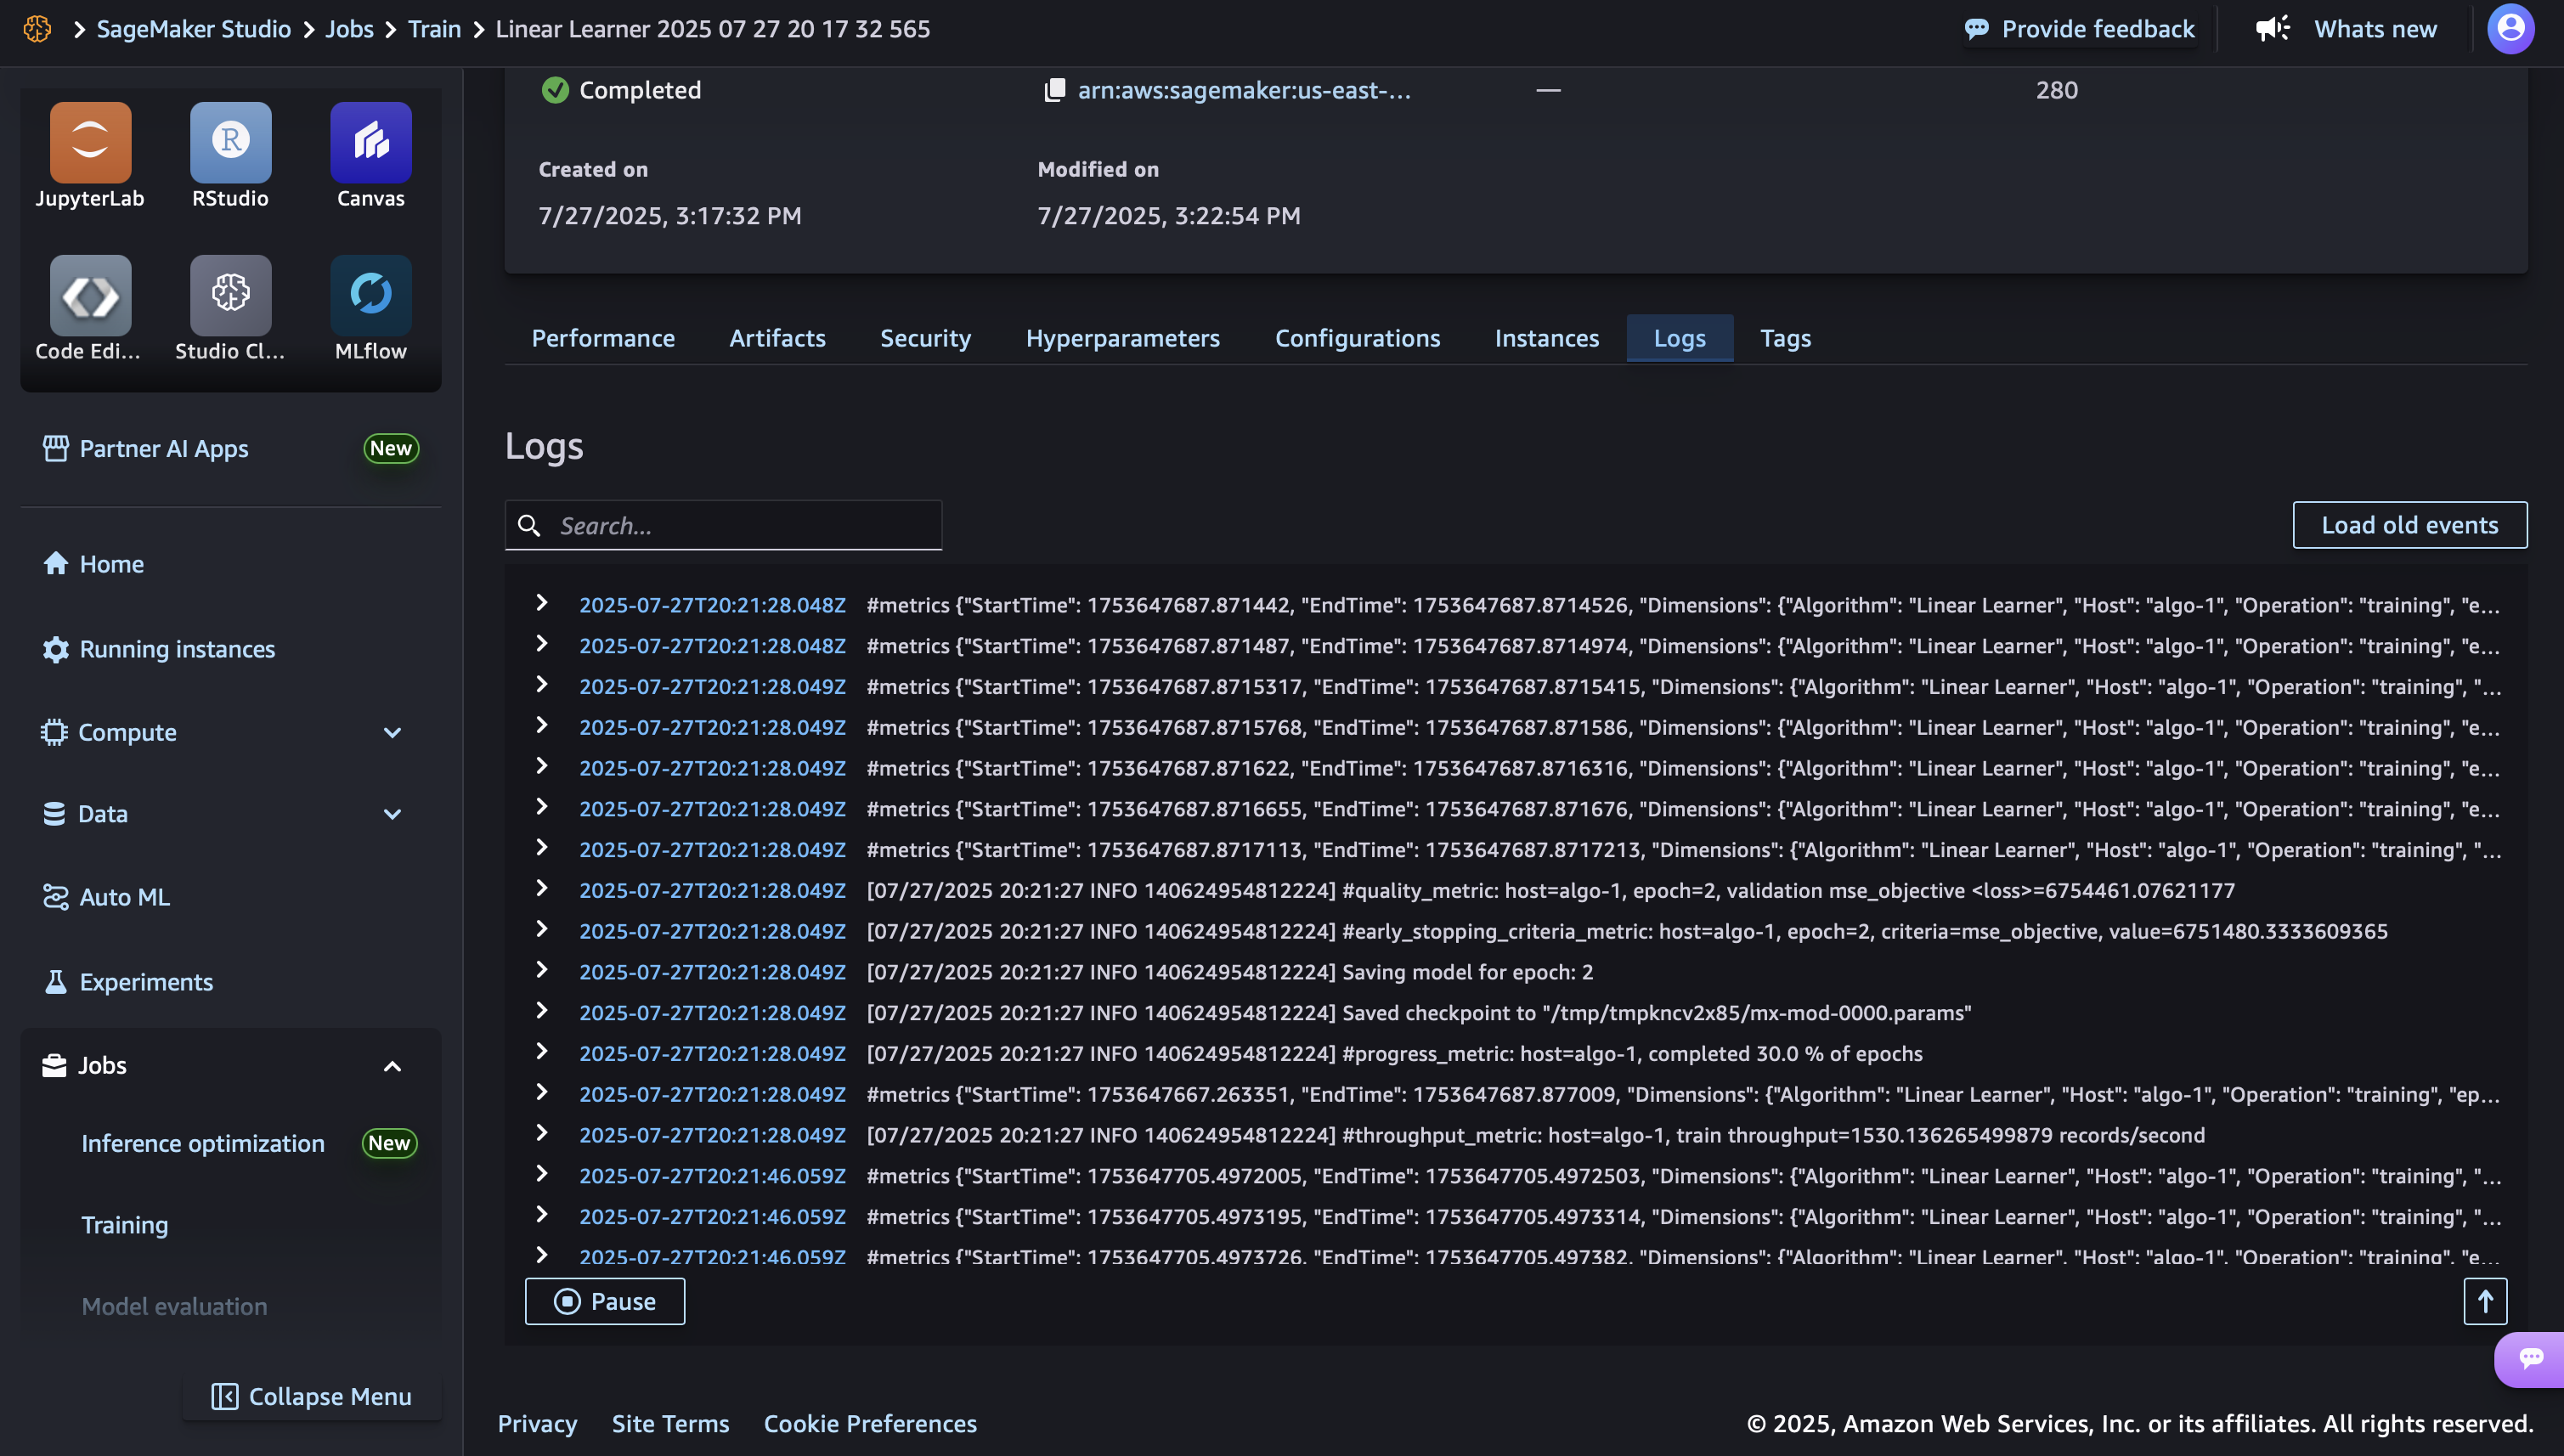 SageMaker Studio > Jobs > Train > Linear Learner 2025 07 27 20 17 32 565
Provide feedback
Whats new
JupyterLab
RStudio
Canvas
Code Edi...
Studio Cl...
MLflow
Partner AI Apps New
Home
Running instances
Compute
Data
Auto ML
Experiments
Jobs
Inference optimization New
Training
Model evaluation
Collapse Menu
Completed
arn:aws:sagemaker:us-east-...
—
280
Created on
7/27/2025, 3:17:32 PM
Modified on
7/27/2025, 3:22:54 PM
Performance Artifacts Security Hyperparameters Configurations Instances Logs Tags
Logs
Search...
Load old events
2025-07-27T20:21:28.048Z #metrics {"StartTime": 1753647687.871442, "EndTime": 1753647687.8714526, "Dimensions": {"Algorithm": "Linear Learner", "Host": "algo-1", "Operation": "training", "e...
2025-07-27T20:21:28.048Z #metrics {"StartTime": 1753647687.871487, "EndTime": 1753647687.8714974, "Dimensions": {"Algorithm": "Linear Learner", "Host": "algo-1", "Operation": "training", "e...
2025-07-27T20:21:28.049Z #metrics {"StartTime": 1753647687.8715317, "EndTime": 1753647687.8715415, "Dimensions": {"Algorithm": "Linear Learner", "Host": "algo-1", "Operation": "training", "...
2025-07-27T20:21:28.049Z #metrics {"StartTime": 1753647687.8715768, "EndTime": 1753647687.871586, "Dimensions": {"Algorithm": "Linear Learner", "Host": "algo-1", "Operation": "training", "e...
2025-07-27T20:21:28.049Z #metrics {"StartTime": 1753647687.871622, "EndTime": 1753647687.8716316, "Dimensions": {"Algorithm": "Linear Learner", "Host": "algo-1", "Operation": "training", "e...
2025-07-27T20:21:28.049Z #metrics {"StartTime": 1753647687.8716655, "EndTime": 1753647687.871676, "Dimensions": {"Algorithm": "Linear Learner", "Host": "algo-1", "Operation": "training", "e...
2025-07-27T20:21:28.049Z #metrics {"StartTime": 1753647687.8717113, "EndTime": 1753647687.8717213, "Dimensions": {"Algorithm": "Linear Learner", "Host": "algo-1", "Operation": "training", "...
2025-07-27T20:21:28.049Z [07/27/2025 20:21:27 INFO 140624954812224] #quality_metric: host=algo-1, epoch=2, validation mse_objective <loss>=6754461.07621177
2025-07-27T20:21:28.049Z [07/27/2025 20:21:27 INFO 140624954812224] #early_stopping_criteria_metric: host=algo-1, epoch=2, criteria=mse_objective, value=6751480.3333609365
2025-07-27T20:21:28.049Z [07/27/2025 20:21:27 INFO 140624954812224] Saving model for epoch: 2
2025-07-27T20:21:28.049Z [07/27/2025 20:21:27 INFO 140624954812224] Saved checkpoint to "/tmp/tmpkncv2x85/mx-mod-0000.params"
2025-07-27T20:21:28.049Z [07/27/2025 20:21:27 INFO 140624954812224] #progress_metric: host=algo-1, completed 30.0 % of epochs
2025-07-27T20:21:28.049Z #metrics {"StartTime": 1753647667.263351, "EndTime": 1753647687.877009, "Dimensions": {"Algorithm": "Linear Learner", "Host": "algo-1", "Operation": "training", "ep...
2025-07-27T20:21:28.049Z [07/27/2025 20:21:27 INFO 140624954812224] #throughput_metric: host=algo-1, train throughput=1530.136265499879 records/second
2025-07-27T20:21:46.059Z #metrics {"StartTime": 1753647705.4972005, "EndTime": 1753647705.4972503, "Dimensions": {"Algorithm": "Linear Learner", "Host": "algo-1", "Operation": "training", "...
2025-07-27T20:21:46.059Z #metrics {"StartTime": 1753647705.4973195, "EndTime": 1753647705.4973314, "Dimensions": {"Algorithm": "Linear Learner", "Host": "algo-1", "Operation": "training", "...
2025-07-27T20:21:46.059Z #metrics {"StartTime": 1753647705.4973726, "EndTime": 1753647705.497382, "Dimensions": {"Algorithm": "Linear Learner", "Host": "algo-1", "Operation": "training", "e...
Pause
Privacy Site Terms Cookie Preferences
© 2025, Amazon Web Services, Inc. or its affiliates. All rights reserved.